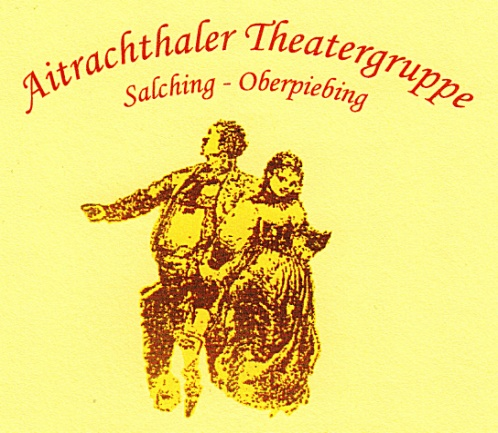 Aitrachthaler Theatergruppe
Salching - Oberpiebing